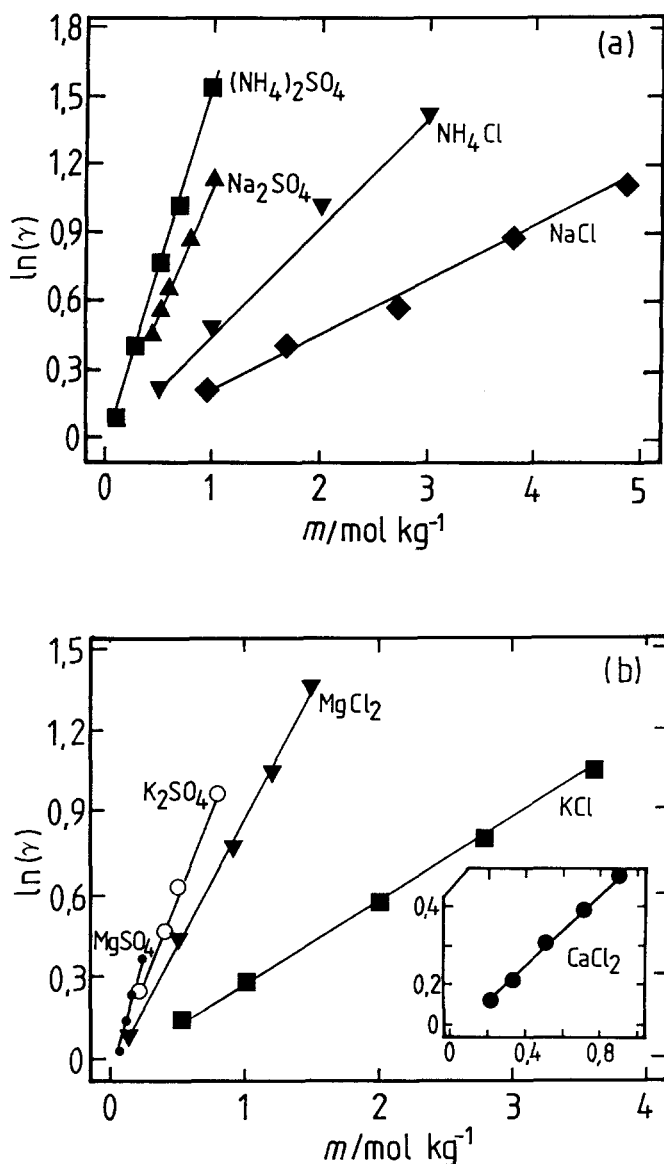 (a)
1,8
1,5
1,2
0,9
0,6
0,3
0
ln(γ)
(NH₄)₂SO₄
Na₂SO₄
NH₄Cl
NaCl
0 1 2 3 4 5
m/mol kg⁻¹
(b)
1,5
1,2
0,9
0,6
0,3
0
ln(γ)
MgCl₂
K₂SO₄
MgSO₄
KCl
0,4
0,2
0
CaCl₂
0 0,4 0,8
0 1 2 3 4
m/mol kg⁻¹